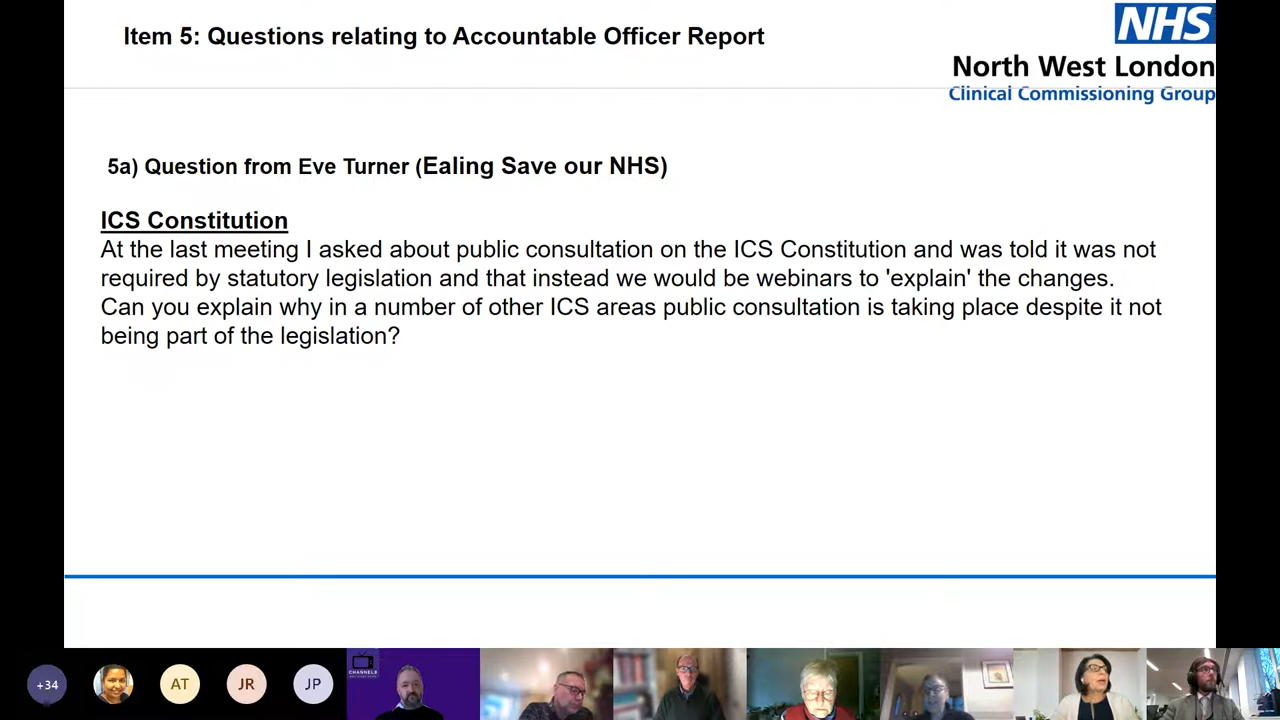 Item 5: Questions relating to Accountable Officer Report
NHS
North West London
Clinical Commissioning Group
5a) Question from Eve Turner (Ealing Save our NHS)
ICS Constitution
At the last meeting I asked about public consultation on the ICS Constitution and was told it was not
required by statutory legislation and that instead we would be webinars to 'explain' the changes.
Can you explain why in a number of other ICS areas public consultation is taking place despite it not
being part of the legislation?
+34
AT
JR
JP
CHANNELS